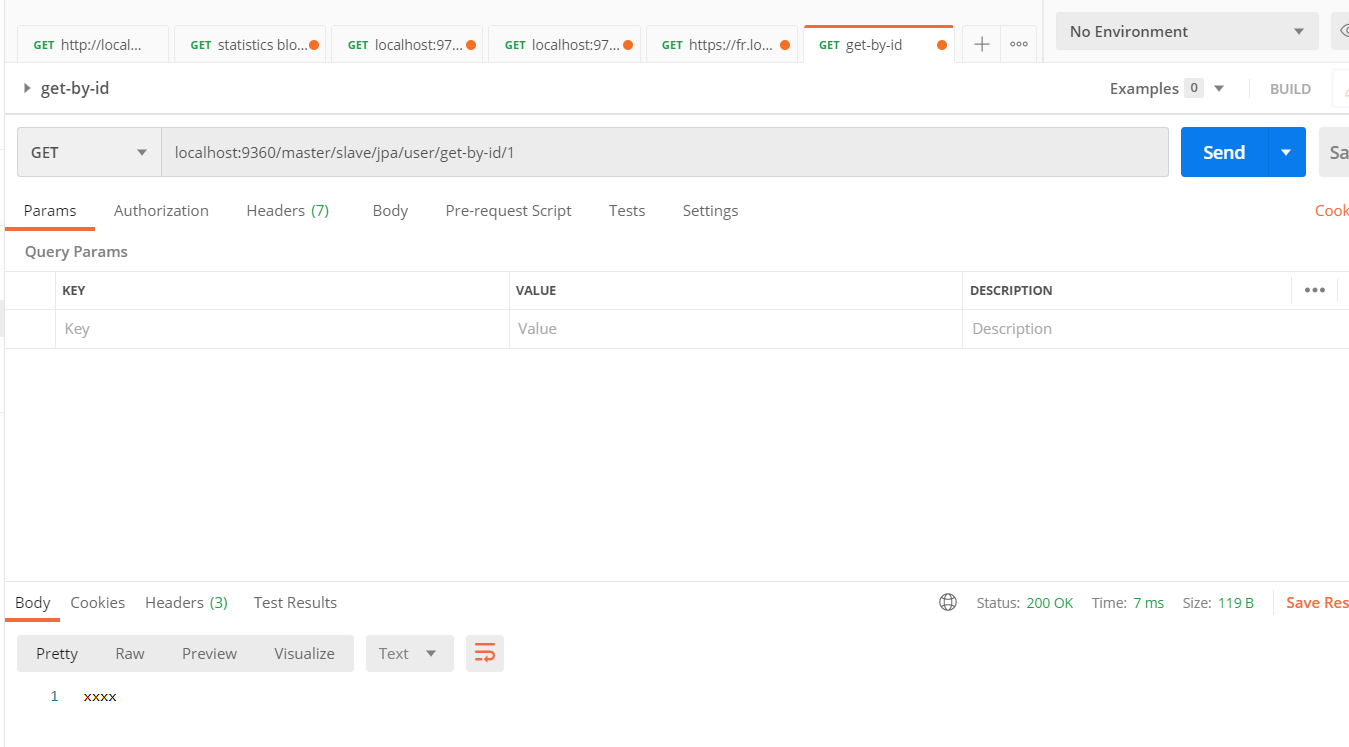 GET http://local... GET statistics blo... GET localhost:97... GET localhost:97... GET https://fr.lo... GET get-by-id No Environment
get-by-id Examples 0 BUILD
GET localhost:9360/master/slave/jpa/user/get-by-id/1 Send Sa
Params Authorization Headers (7) Body Pre-request Script Tests Settings Cook
Query Params
KEY VALUE DESCRIPTION
Key Value Description
Body Cookies Headers (3) Test Results Status: 200 OK Time: 7 ms Size: 119 B Save Res
Pretty Raw Preview Visualize Text
1 xxxx